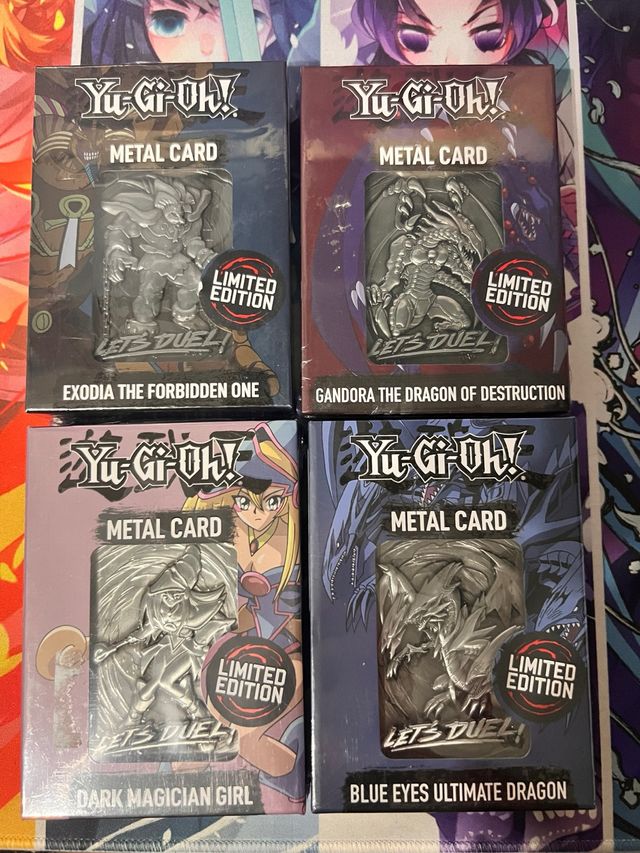 Yu-Gi-Oh!
METAL CARD
LIMITED
EDITION
LET'S DUEL!
EXODIA THE FORBIDDEN ONE
Yu-Gi-Oh!
METAL CARD
LIMITED
EDITION
LET'S DUEL!
GANDORA THE DRAGON OF DESTRUCTION
Yu-Gi-Oh!
METAL CARD
LIMITED
EDITION
LET'S DUEL!
DARK MAGICIAN GIRL
Yu-Gi-Oh!
METAL CARD
LIMITED
EDITION
LET'S DUEL!
BLUE EYES ULTIMATE DRAGON